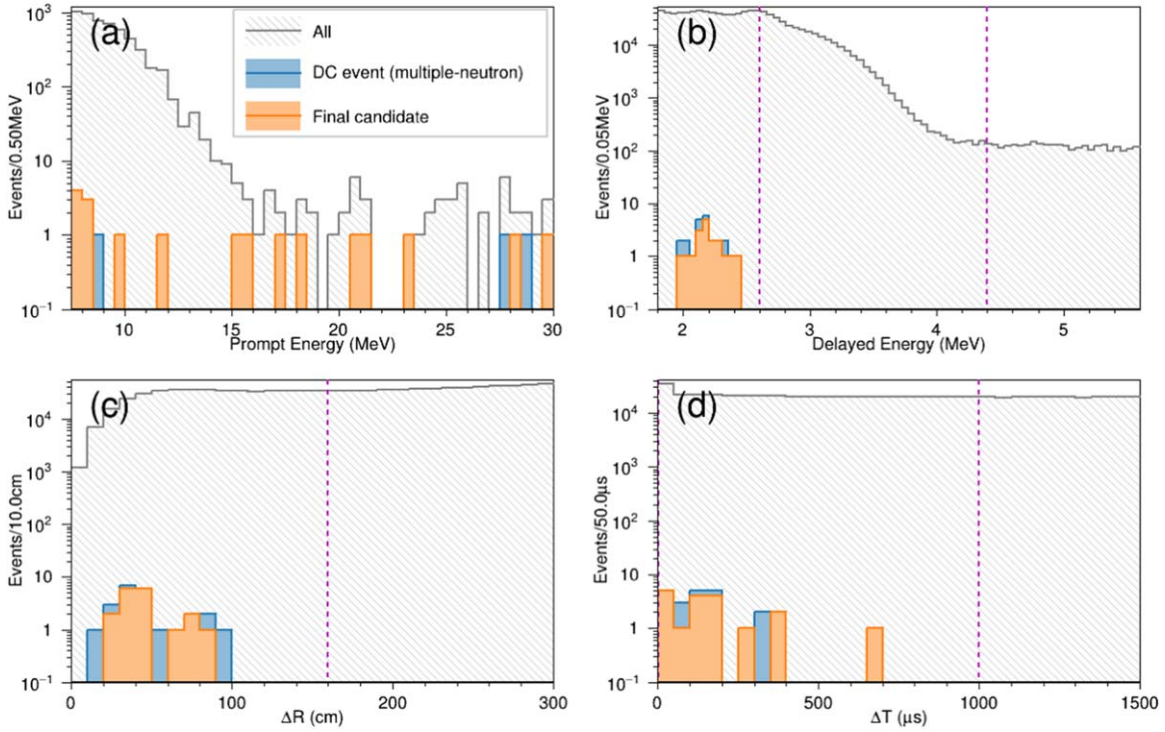 (a)
All
DC event (multiple-neutron)
Final candidate
10³
10²
10
1
10⁻¹
Events/0.50MeV
10 15 20 25 30
Prompt Energy (MeV)
(b)
10⁴
10³
10²
10
1
10⁻¹
Events/0.05MeV
2 3 4 5
Delayed Energy (MeV)
(c)
10⁴
10³
10²
10
1
10⁻¹
Events/10.0cm
0 100 200 300
ΔR (cm)
(d)
10⁴
10³
10²
10
1
10⁻¹
Events/50.0μs
0 500 1000 1500
ΔT (μs)